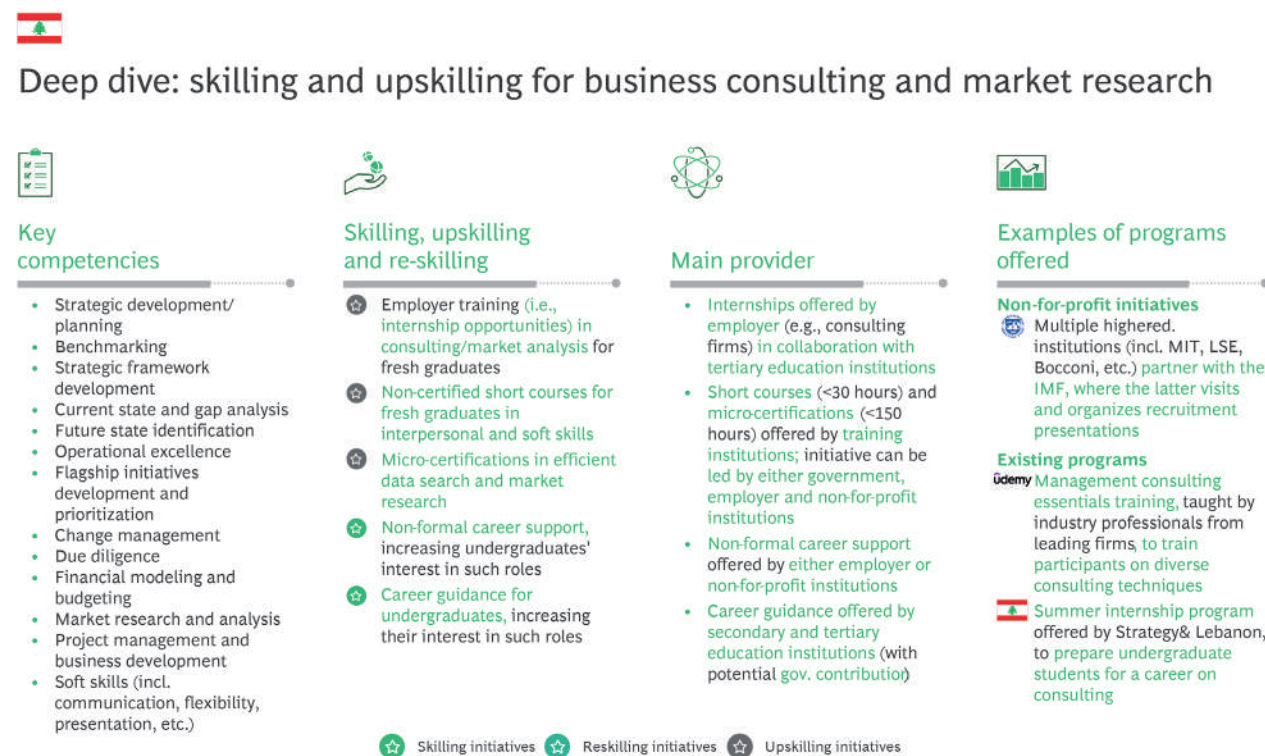 Deep dive: skilling and upskilling for business consulting and market research
Key
competencies
• Strategic development/
planning
• Benchmarking
• Strategic framework
development
• Current state and gap analysis
• Future state identification
• Operational excellence
• Flagship initiatives
development and
prioritization
• Change management
• Due diligence
• Financial modeling and
budgeting
• Market research and analysis
• Project management and
business development
• Soft skills (incl.
communication, flexibility,
presentation, etc.)
Skilling, upskilling
and re-skilling
Employer training (i.e.,
internship opportunities) in
consulting/market analysis for
fresh graduates
Non-certified short courses for
fresh graduates in
interpersonal and soft skills
Micro-certifications in efficient
data search and market
research
Non-formal career support,
increasing undergraduates'
interest in such roles
Career guidance for
undergraduates, increasing
their interest in such roles
Main provider
• Internships offered by
employer (e.g., consulting
firms) in collaboration with
tertiary education institutions
• Short courses (<30 hours) and
micro-certifications (<150
hours) offered by training
institutions; initiative can be
led by either government,
employer and non-for-profit
institutions
• Non-formal career support
offered by either employer or
non-for-profit institutions
• Career guidance offered by
secondary and tertiary
education institutions (with
potential gov. contribution)
Examples of programs
offered
Non-for-profit initiatives
Multiple highered.
institutions (incl. MIT, LSE,
Bocconi, etc.) partner with the
IMF, where the latter visits
and organizes recruitment
presentations
Existing programs
ûdemy Management consulting
essentials training, taught by
industry professionals from
leading firms, to train
participants on diverse
consulting techniques
Summer internship program
offered by Strategy& Lebanon,
to prepare undergraduate
students for a career on
consulting
Skilling initiatives Reskilling initiatives Upskilling initiatives